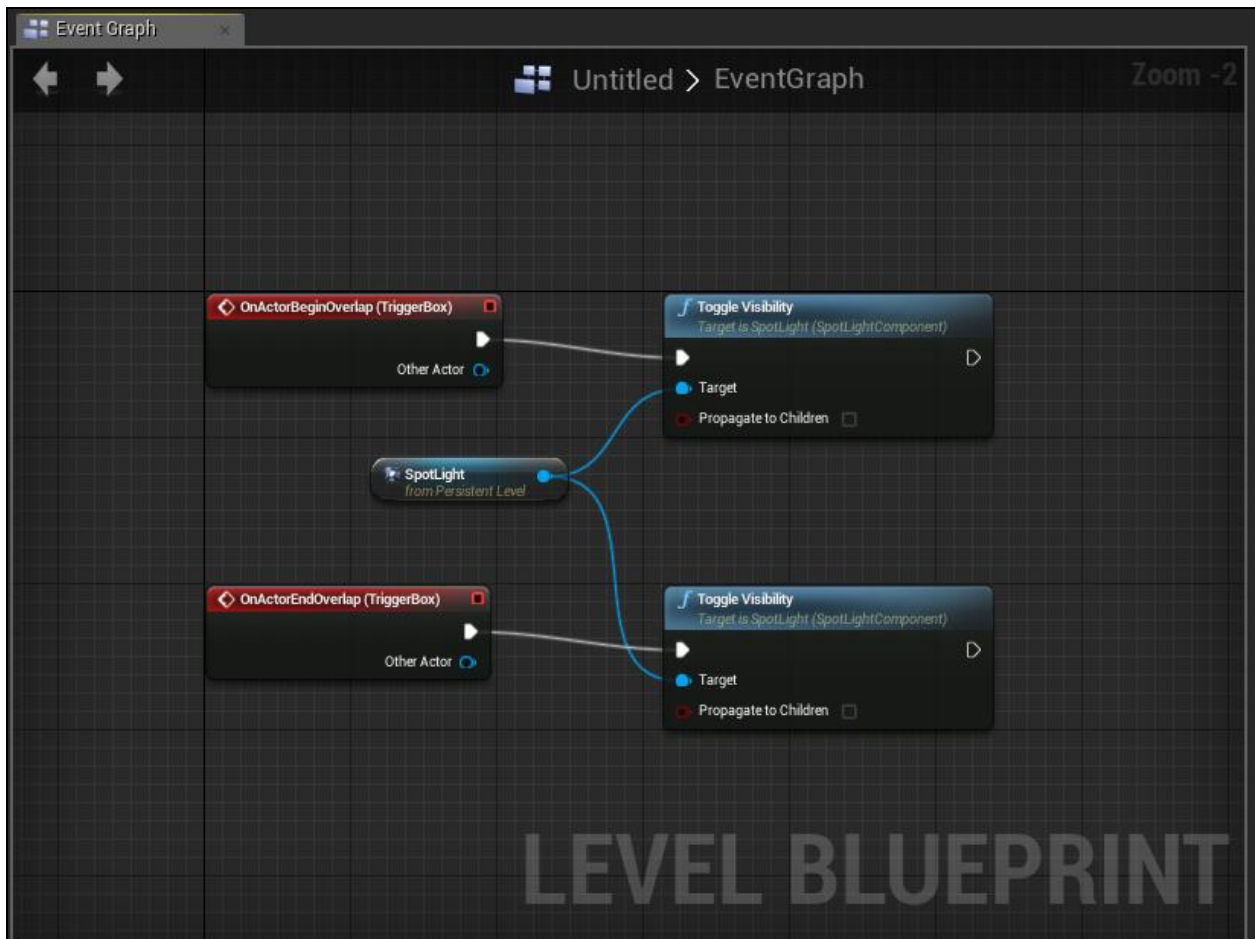 Event Graph
Untitled > EventGraph
Zoom -2
OnActorBeginOverlap (TriggerBox)
Other Actor
Toggle Visibility
Target is SpotLight (SpotLightComponent)
Target
Propagate to Children
SpotLight
from Persistent Level
OnActorEndOverlap (TriggerBox)
Other Actor
Toggle Visibility
Target is SpotLight (SpotLightComponent)
Target
Propagate to Children
LEVEL BLUEPRINT